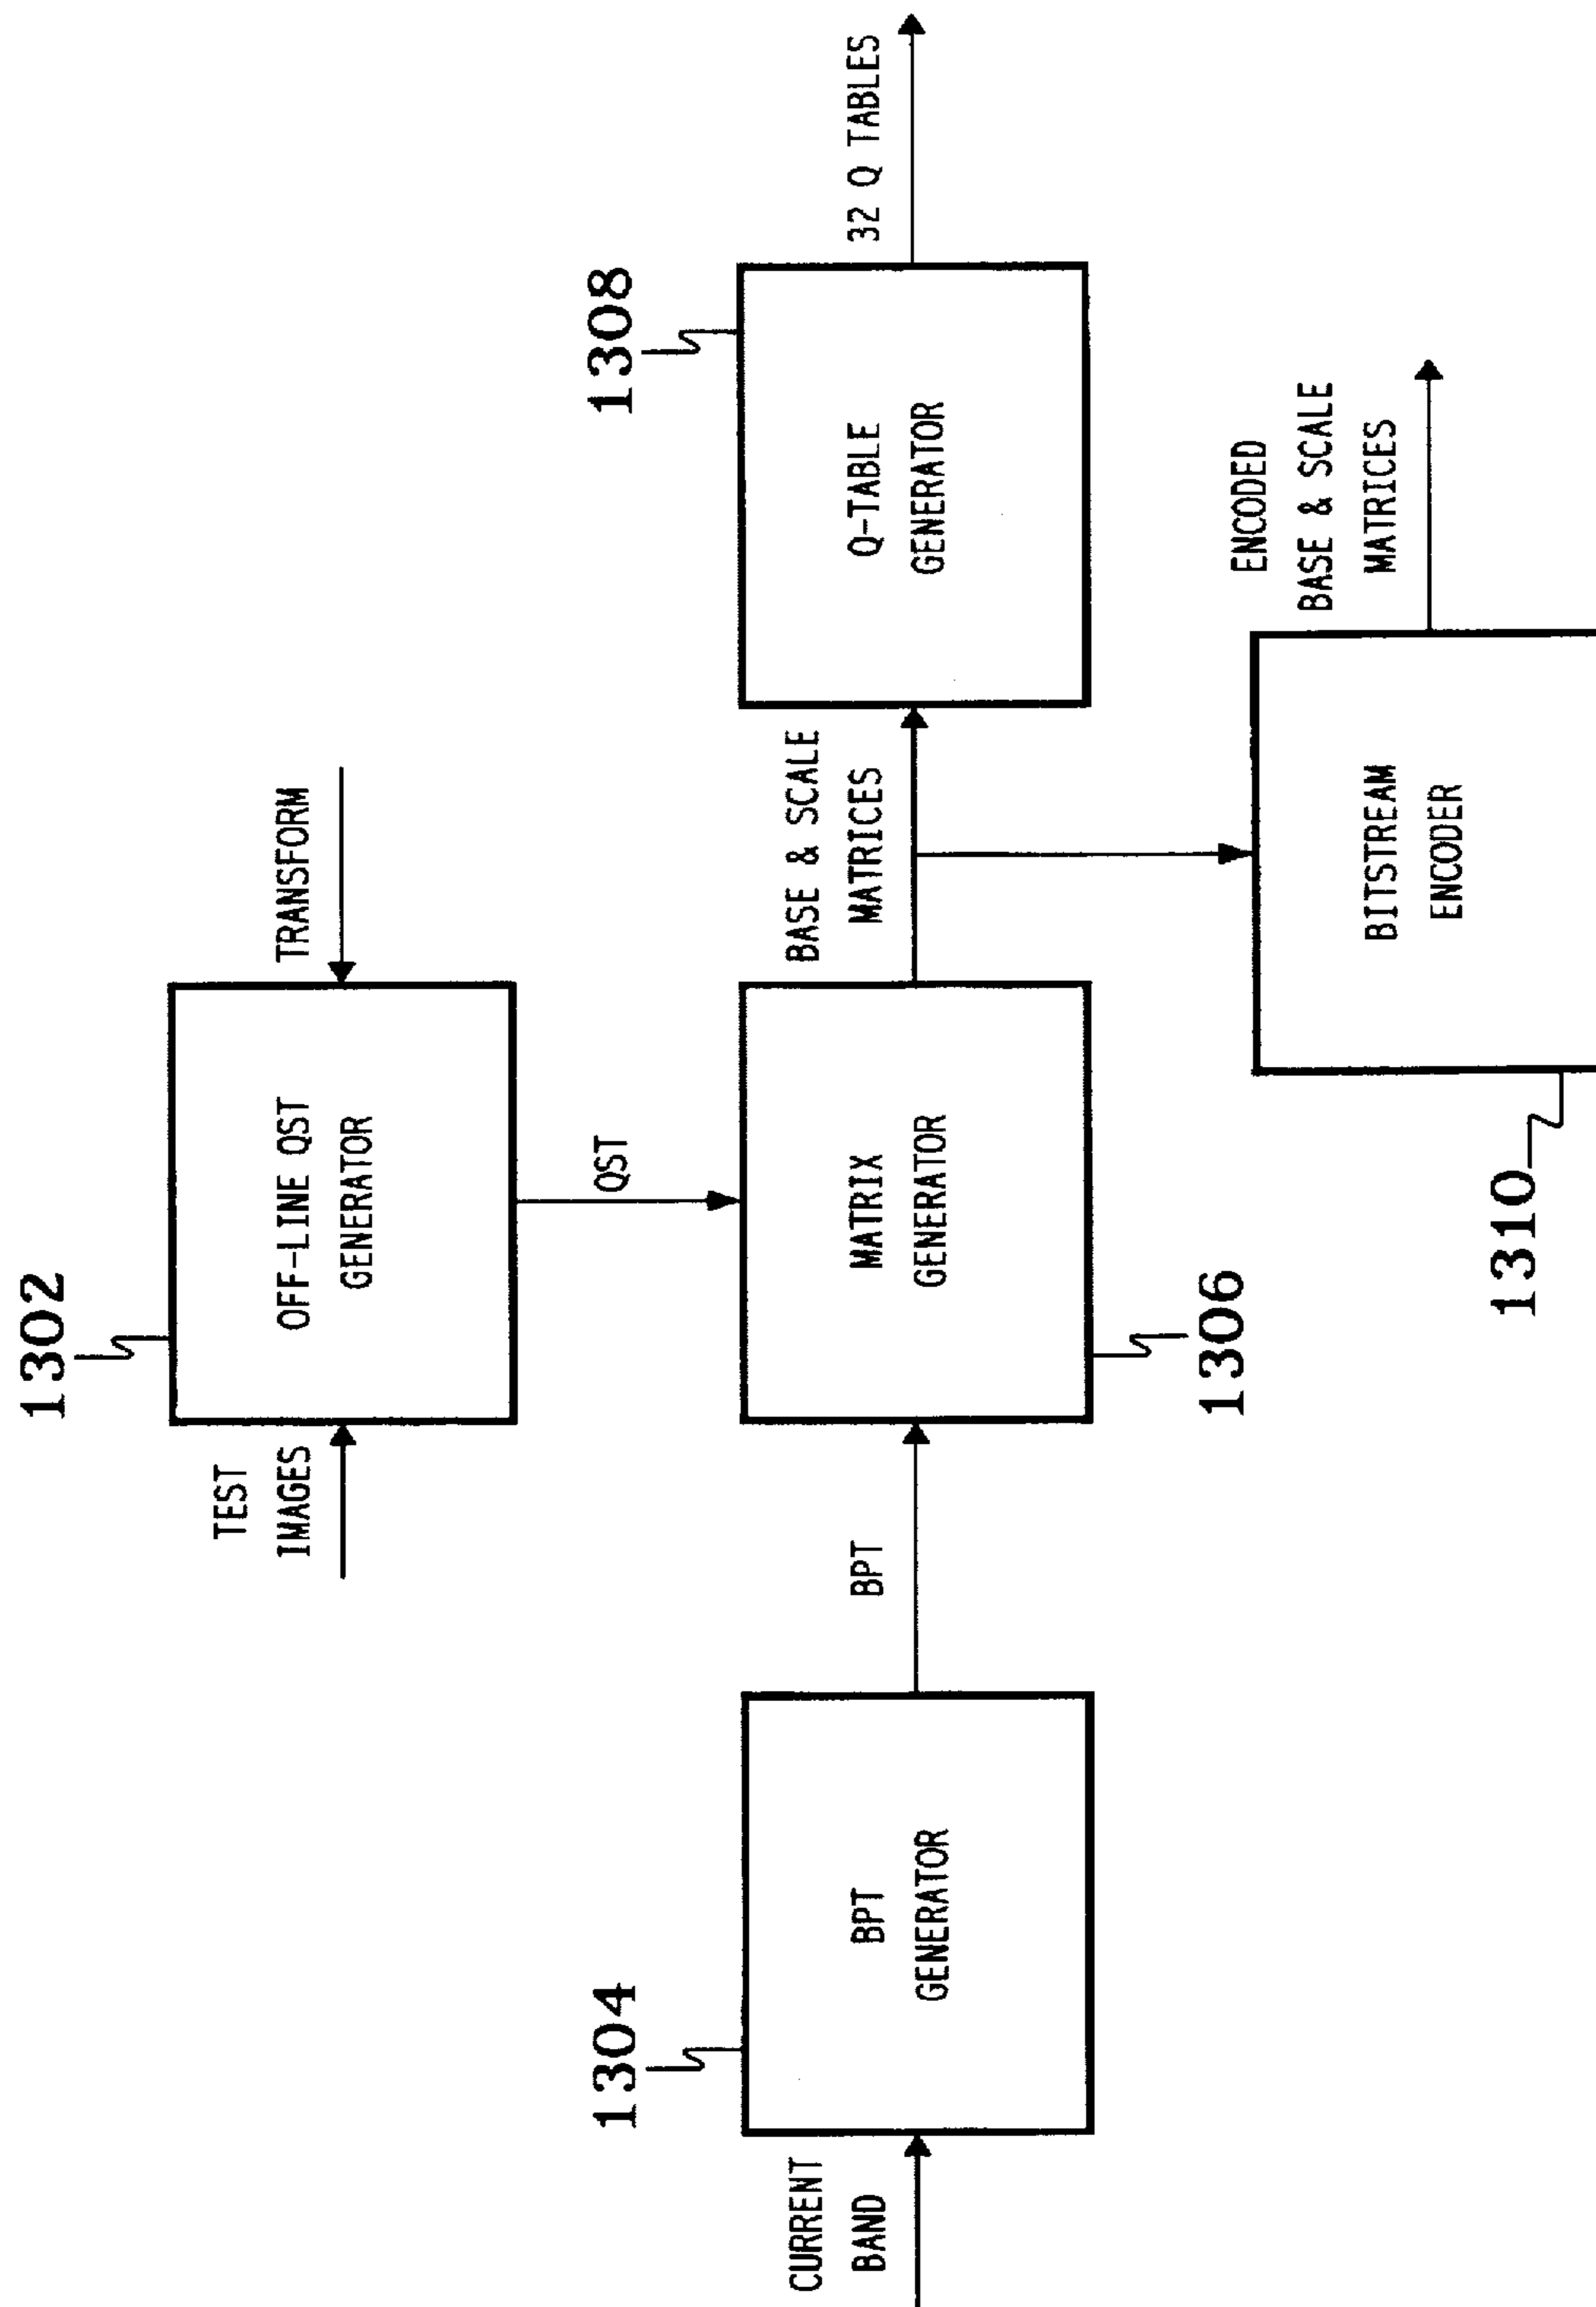 1302
TEST
IMAGES
OFF-LINE QST
GENERATOR
TRANSFORM
QST
1304
CURRENT
BAND
BPT
GENERATOR
BPT
MATRIX
GENERATOR
1306
BASE & SCALE
MATRICES
1308
Q-TABLE
GENERATOR
32 Q TABLES
1310
BITSTREAM
ENCODER
ENCODED
BASE & SCALE
MATRICES